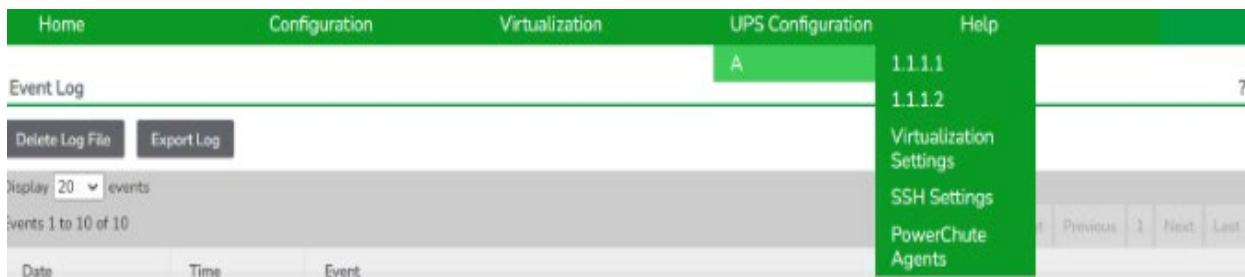 Home Configuration Virtualization UPS Configuration Help
A 1.1.1.1
Event Log ?
1.1.1.2
Delete Log File Export Log
Virtualization
Settings
Display 20 events
SSH Settings
Events 1 to 10 of 10 Previous 1 Next Last
PowerChute
Agents
Date Time Event